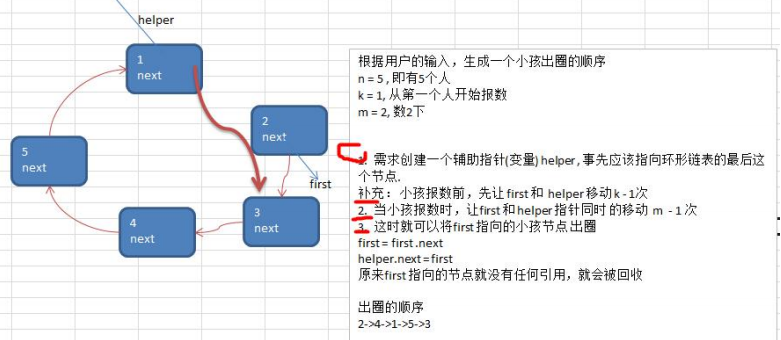 helper
1
next
2
next
first
3
next
4
next
5
next
根据用户的输入，生成一个小孩出圈的顺序
n = 5 , 即有5个人
k = 1, 从第一个人开始报数
m = 2, 数2下
1. 需求创建一个辅助指针(变量) helper , 事先应该指向环形链表的最后这
个节点.
补充：小孩报数前，先让 first 和 helper 移动 k - 1次
2. 当小孩报数时，让first 和 helper 指针同时 的移动 m - 1 次
3. 这时就可以将first 指向的小孩节点 出圈
first = first .next
helper.next = first
原来first 指向的节点就没有任何引用，就会被回收
出圈的顺序
2->4->1->5->3